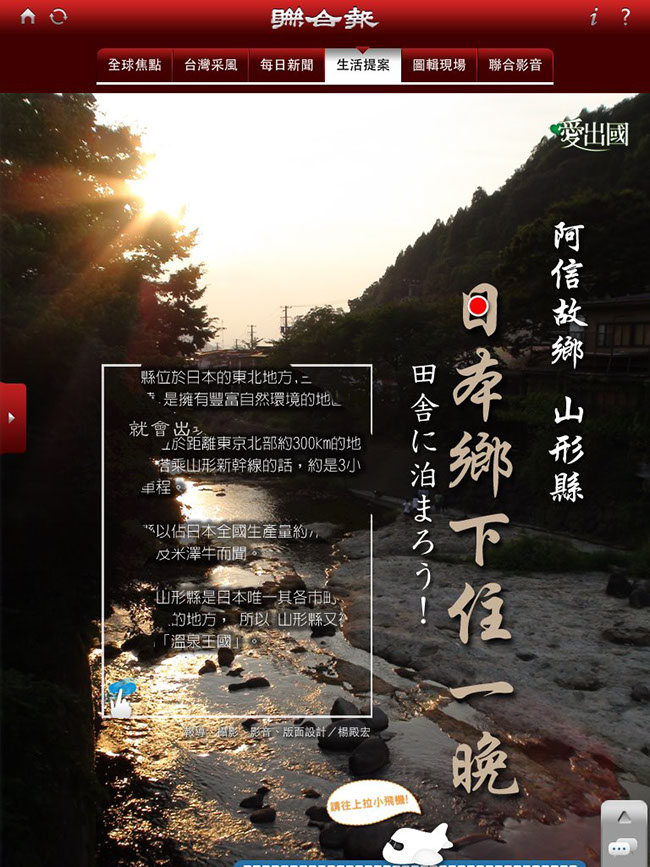 聯合報
i
?
全球焦點
台灣采風
每日新聞
生活提案
圖輯現場
聯合影音
愛出國
阿信故鄉 山形縣
日本鄉下住一晚
田舎に泊まろう！
縣位於日本的東北地方,
是擁有豐富自然環境的地
就會出
於距離東京北部約300km的地
若乘山形新幹線的話，約是3小
車程。
縣以佔日本全國生產量約
及米澤牛而聞。
山形縣是日本唯一其各市町
的地方， 所以 山形縣又
「溫泉王國」。
報導、攝影、影音、版面設計／楊殿宏
請往上拉小飛機!